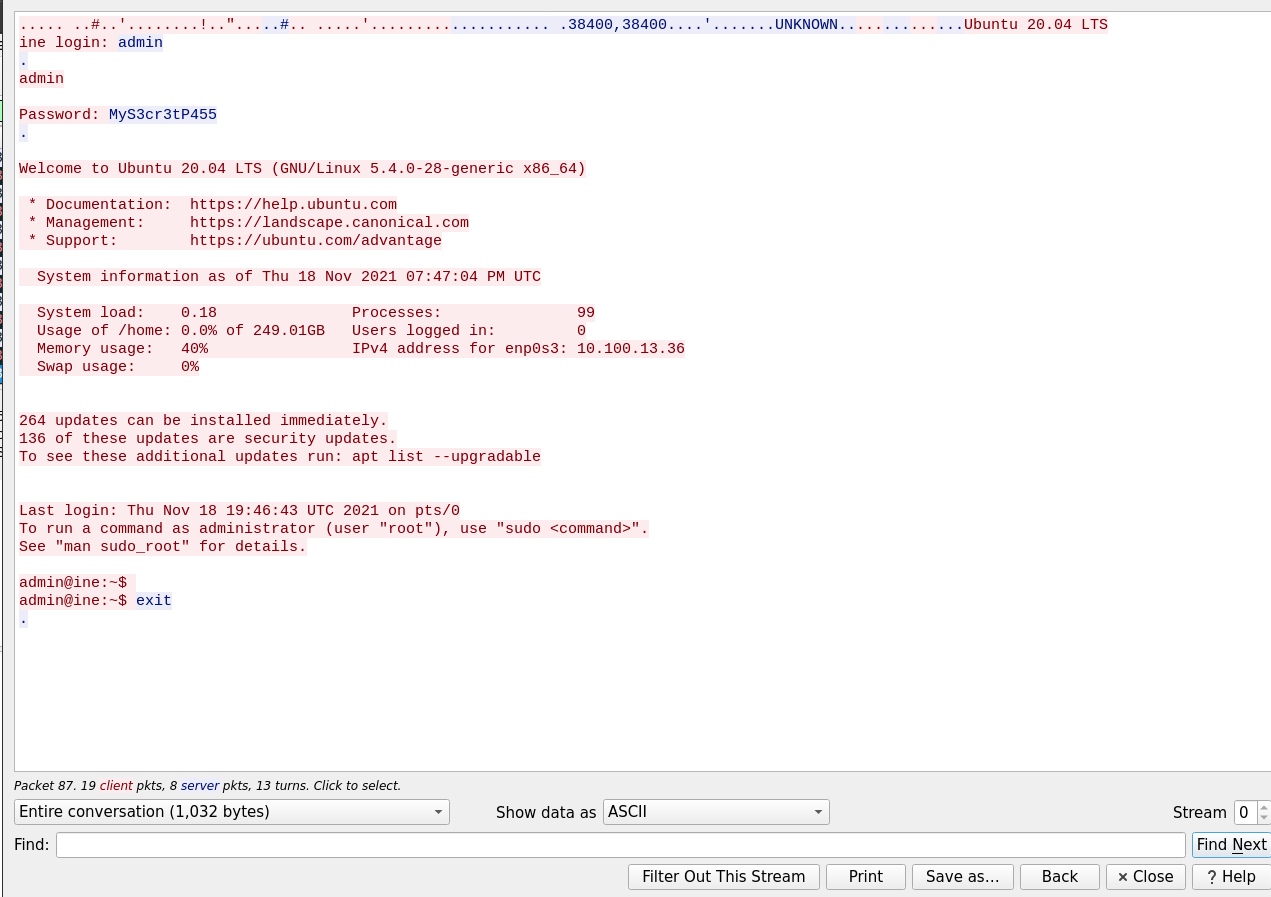 ..... ..#..'........!..".....​..#.. .....'.................... .38400,38400....'.......UNKNOWN..............Ubuntu 20.04 LTS
ine login: admin
.
admin

Password: MyS3cr3tP455
.

Welcome to Ubuntu 20.04 LTS (GNU/Linux 5.4.0-28-generic x86_64)

 * Documentation:  https://help.ubuntu.com
 * Management:     https://landscape.canonical.com
 * Support:        https://ubuntu.com/advantage

  System information as of Thu 18 Nov 2021 07:47:04 PM UTC

  System load:    0.18               Processes:               99
  Usage of /home: 0.0% of 249.01GB   Users logged in:         0
  Memory usage:   40%                IPv4 address for enp0s3: 10.100.13.36
  Swap usage:     0%

264 updates can be installed immediately.
136 of these updates are security updates.
To see these additional updates run: apt list --upgradable

Last login: Thu Nov 18 19:46:43 UTC 2021 on pts/0
To run a command as administrator (user "root"), use "sudo <command>".
See "man sudo_root" for details.

admin@ine:~$
admin@ine:~$ exit
.
Packet 87. 19 client pkts, 8 server pkts, 13 turns. Click to select.
Entire conversation (1,032 bytes) Show data as ASCII Stream 0
Find: Find Next
Filter Out This Stream Print Save as… Back × Close ? Help